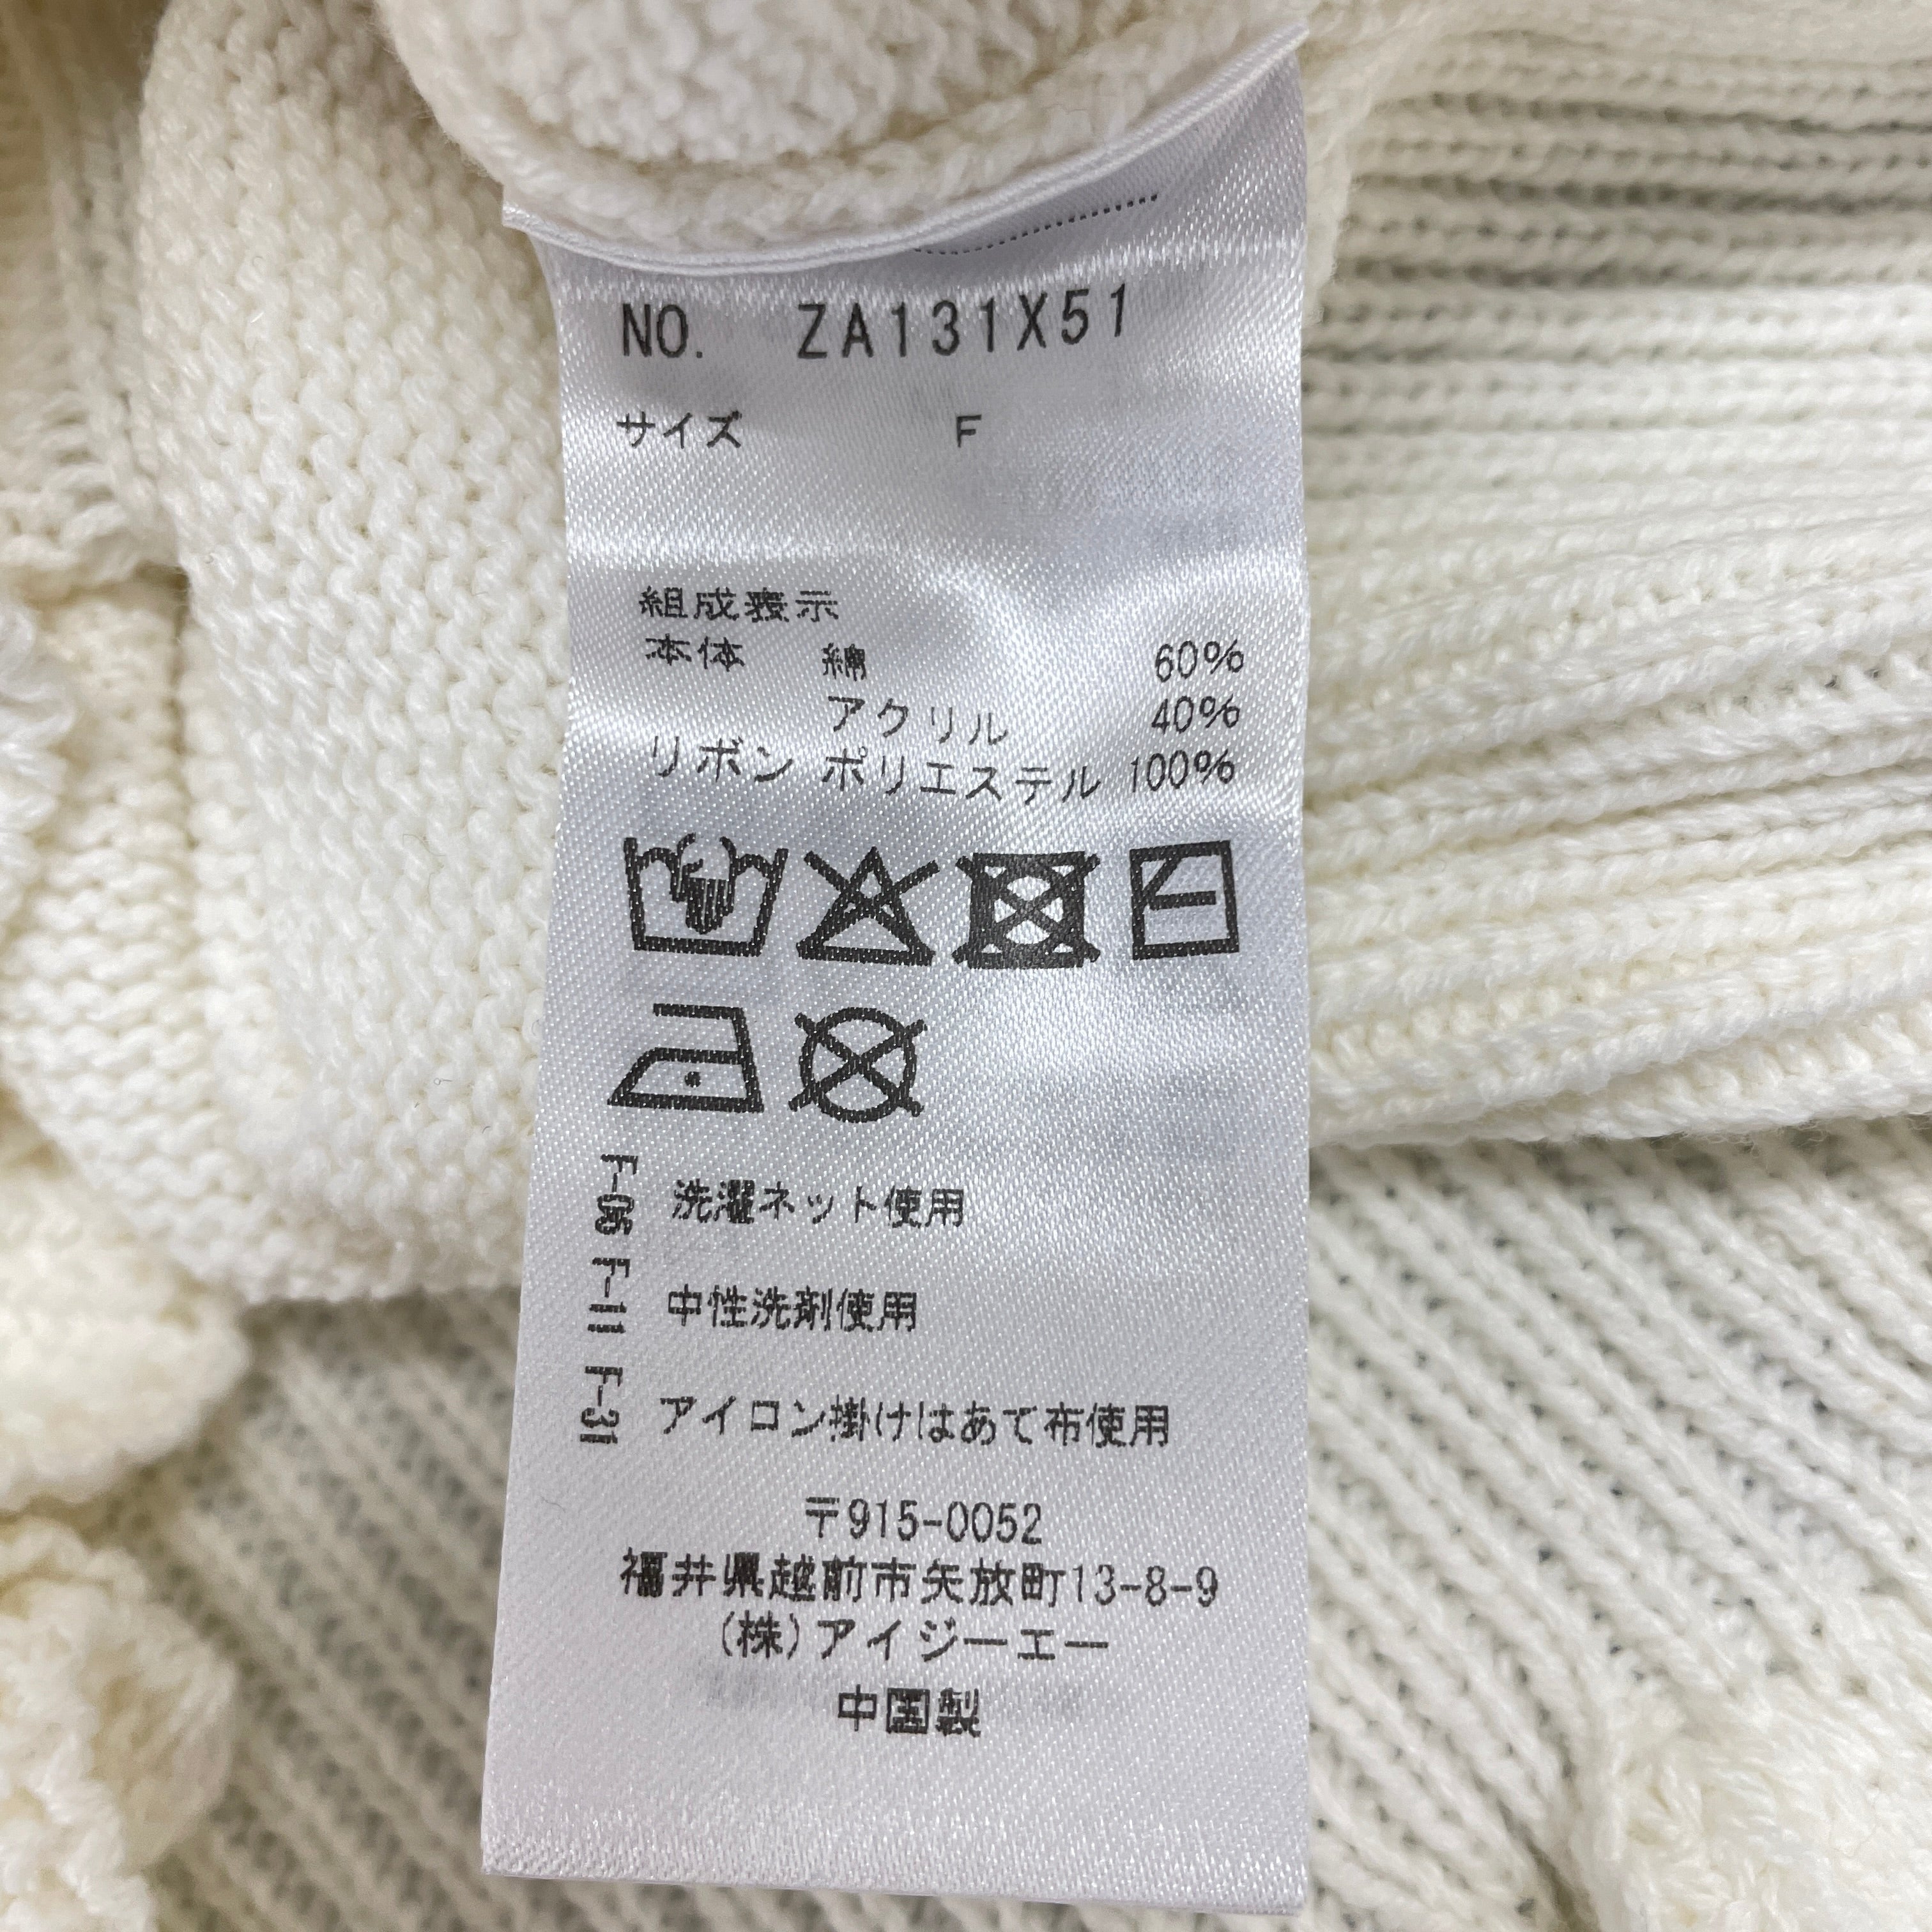 NO. ZA131X51
サイズ F
組成表示
本体 綿 60%
アクリル 40%
リボン ポリエステル 100%
F-06 洗濯ネット使用
F-11 中性洗剤使用
F-31 アイロン掛けはあて布使用
〒915-0052
福井県越前市矢放町13-8-9
(株)アイジーエー
中国製